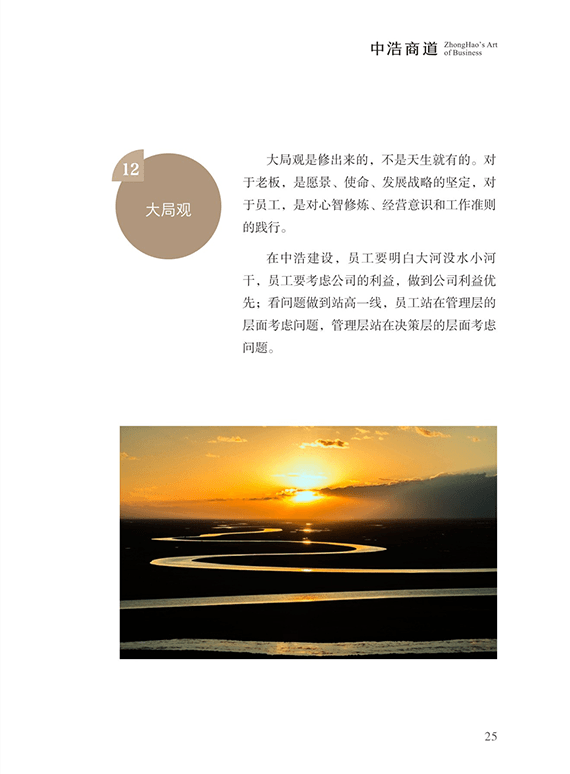 中浩商道 ZhongHao's Art
of Business
12
大局观
大局观是修出来的，不是天生就有的。对
于老板，是愿景、使命、发展战略的坚定，对
于员工，是对心智修炼、经营意识和工作准则
的践行。
在中浩建设，员工要明白大河没水小河
干，员工要考虑公司的利益，做到公司利益优
先；看问题做到站高一线，员工站在管理层的
层面考虑问题，管理层站在决策层的层面考虑
问题。
25